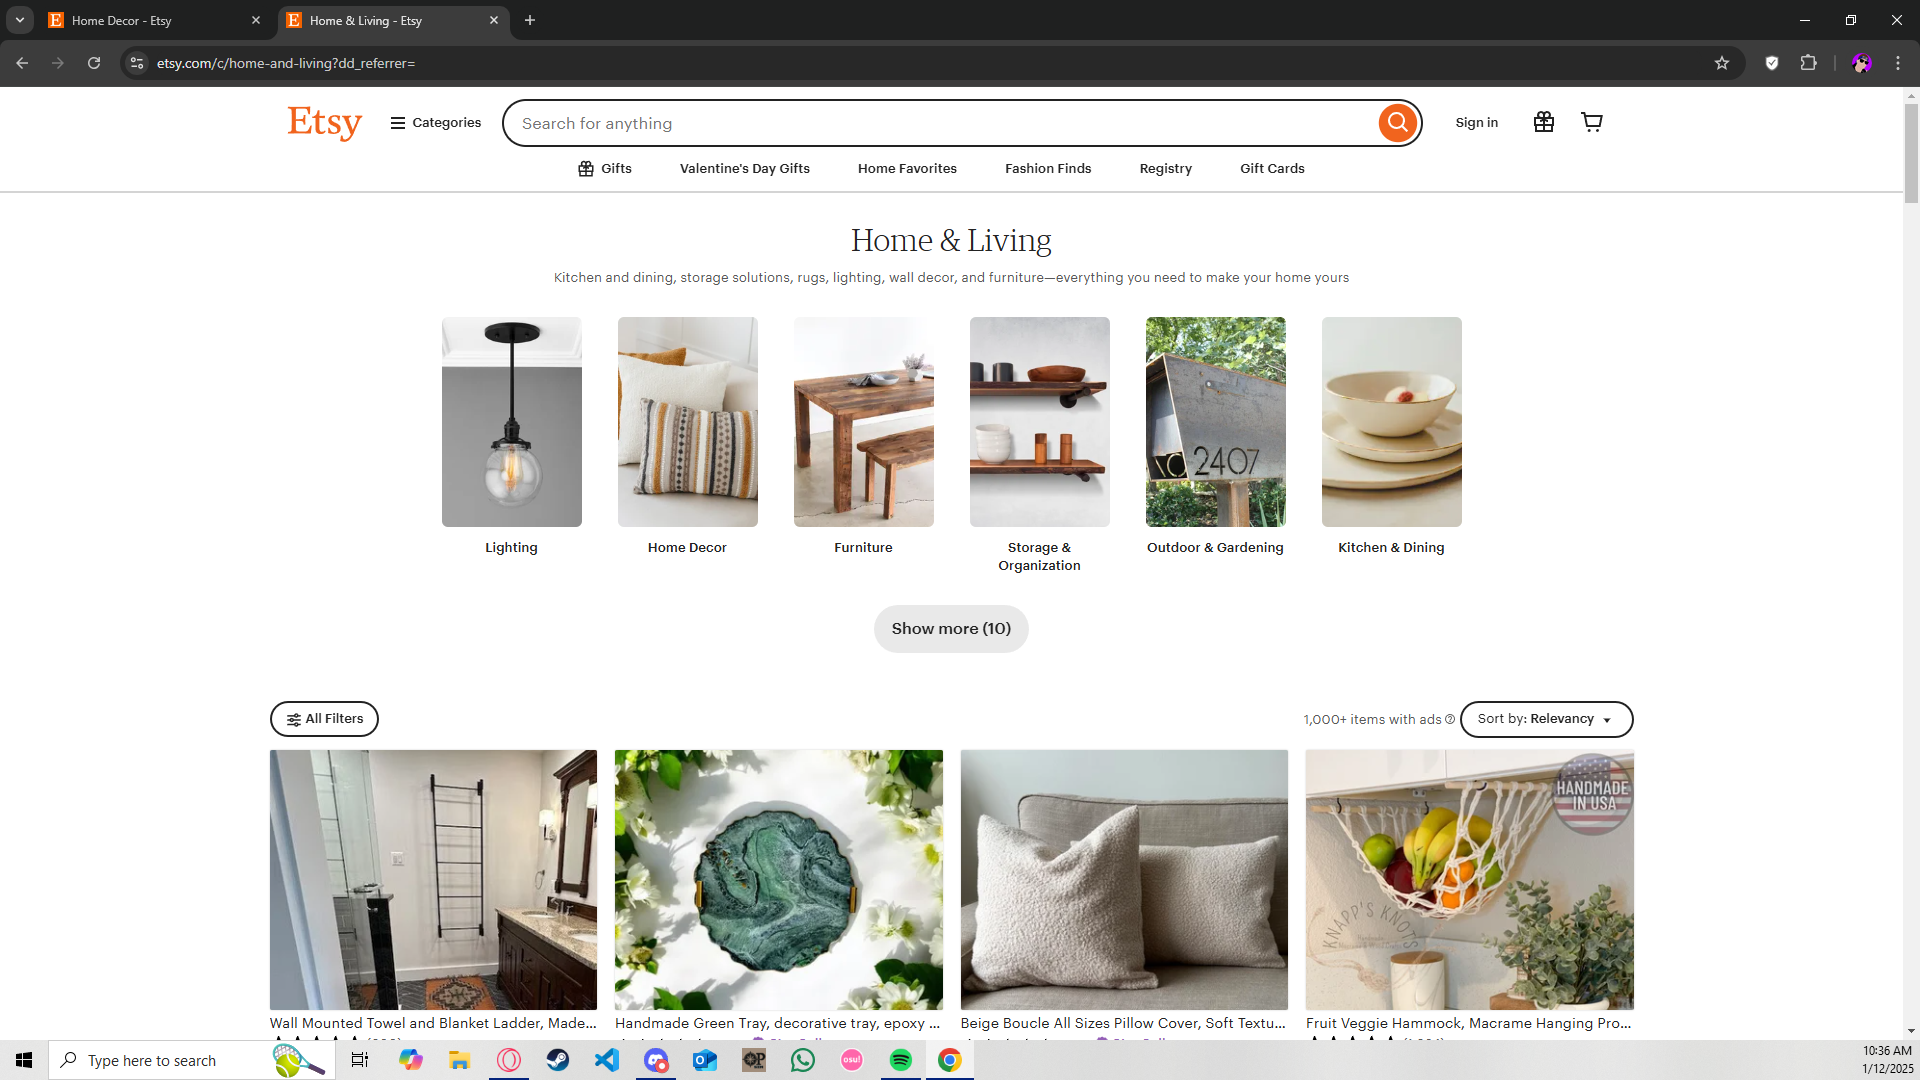 Home Decor - Etsy
Home & Living - Etsy
etsy.com/c/home-and-living?dd_referrer=
Etsy
Categories
Search for anything
Sign in
Gifts
Valentine's Day Gifts
Home Favorites
Fashion Finds
Registry
Gift Cards
Home & Living
Kitchen and dining, storage solutions, rugs, lighting, wall decor, and furniture—everything you need to make your home yours
2407
Lighting
Home Decor
Furniture
Storage &
Organization
Outdoor & Gardening
Kitchen & Dining
Show more (10)
All Filters
1,000+ items with ads
Sort by: Relevancy
HANDMADE
IN USA
KNAPP'S KNOTS
Wall Mounted Towel and Blanket Ladder, Made...
Handmade Green Tray, decorative tray, epoxy ...
Beige Boucle All Sizes Pillow Cover, Soft Textu...
Fruit Veggie Hammock, Macrame Hanging Pro...
Type here to search
osu!
10:36 AM
1/12/2025